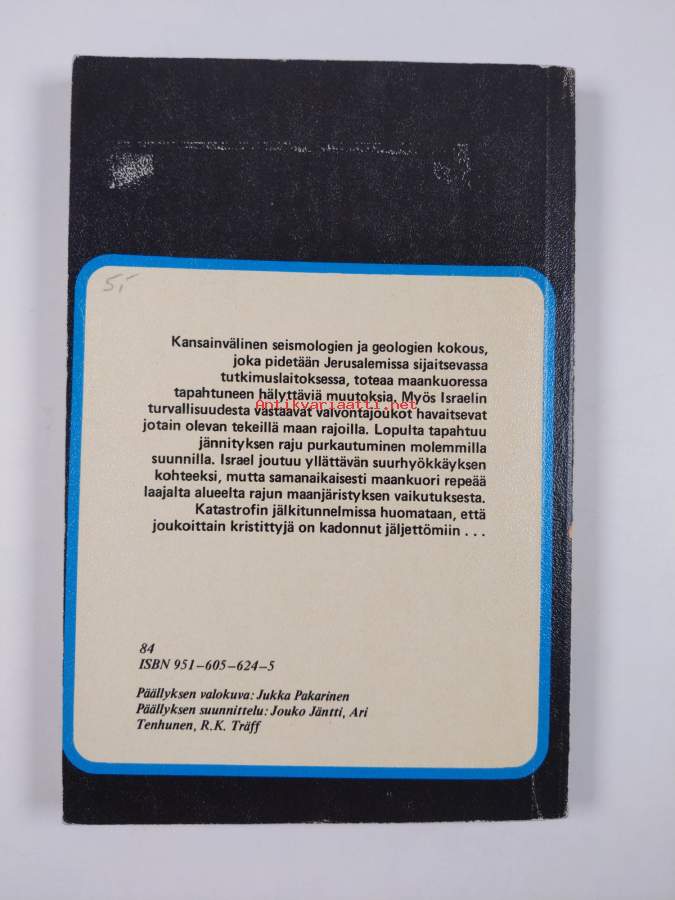 5,-
Kansainvälinen seismologien ja geologien kokous,
joka pidetään Jerusalemissa sijaitsevassa
tutkimuslaitoksessa, toteaa maankuoressa
tapahtuneen hälyttäviä muutoksia. Myös Israelin
Antikvariaatti.net
turvallisuudesta vastaavat valvontajoukot havaitsevat
jotain olevan tekeillä maan rajoilla. Lopulta tapahtuu
jännityksen raju purkautuminen molemmilla
suunnilla. Israel joutuu yllättävän suurhyökkäyksen
kohteeksi, mutta samanaikaisesti maankuori repeää
laajalta alueelta rajun maanjäristyksen vaikutuksesta.
Katastrofin jälkitunnelmissa huomataan, että
joukoittain kristittyjä on kadonnut jäljettömiin . . .
84
ISBN 951–605–624–5
Päällyksen valokuva: Jukka Pakarinen
Päällyksen suunnittelu: Jouko Jäntti, Ari
Tenhunen, R.K. Träff